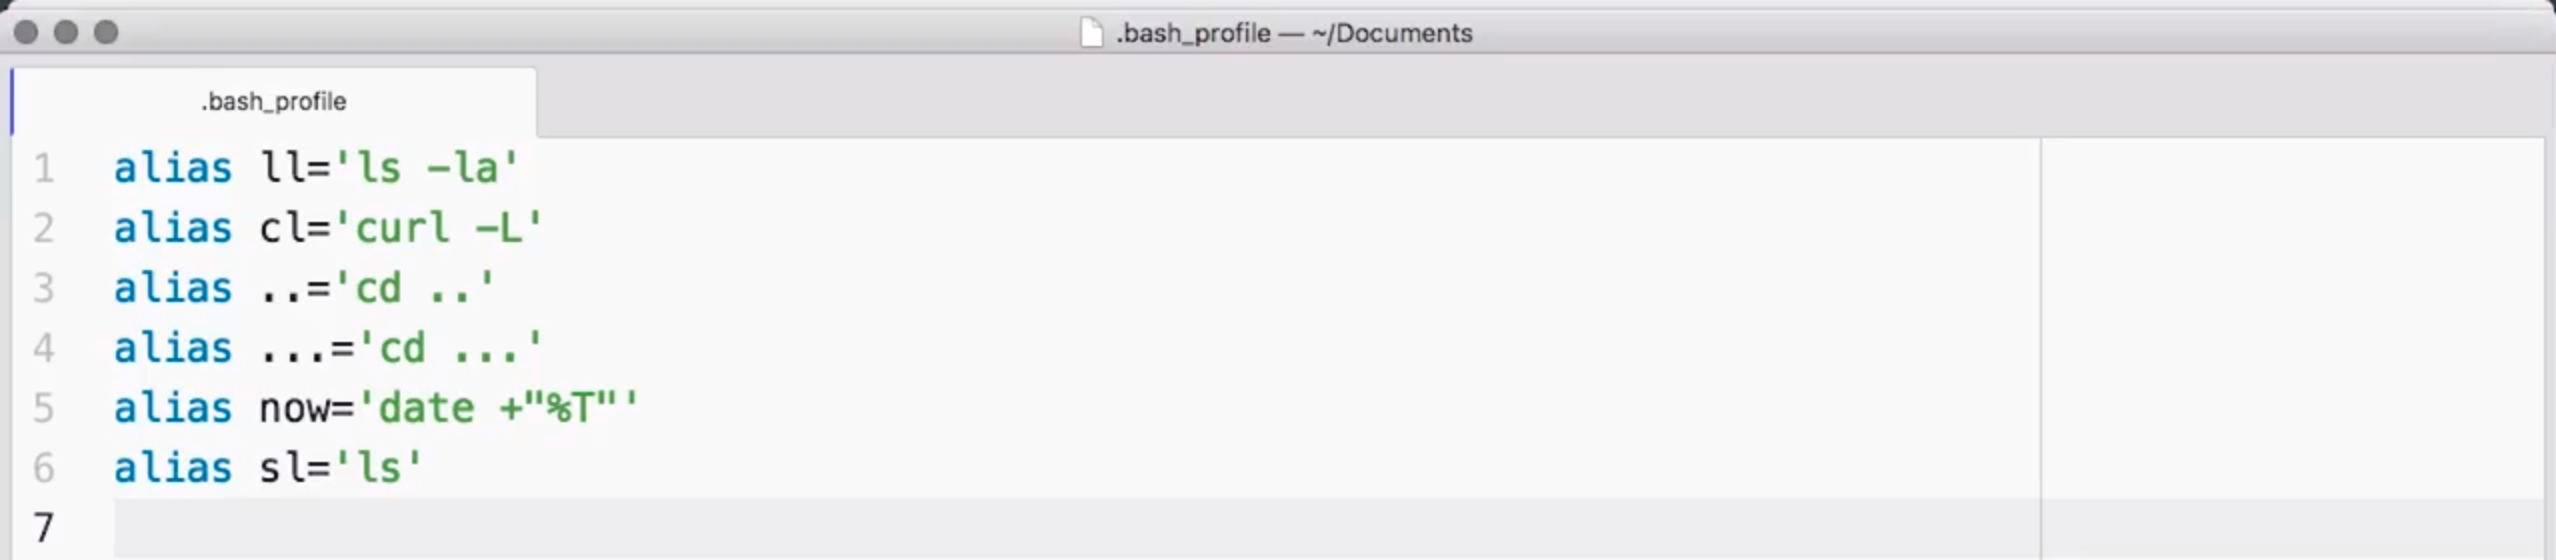 .bash_profile — ~/Documents
.bash_profile
1 alias ll='ls -la'
2 alias cl='curl -L'
3 alias ..='cd ..'
4 alias ...='cd ...'
5 alias now='date +"%T"'
6 alias sl='ls'
7